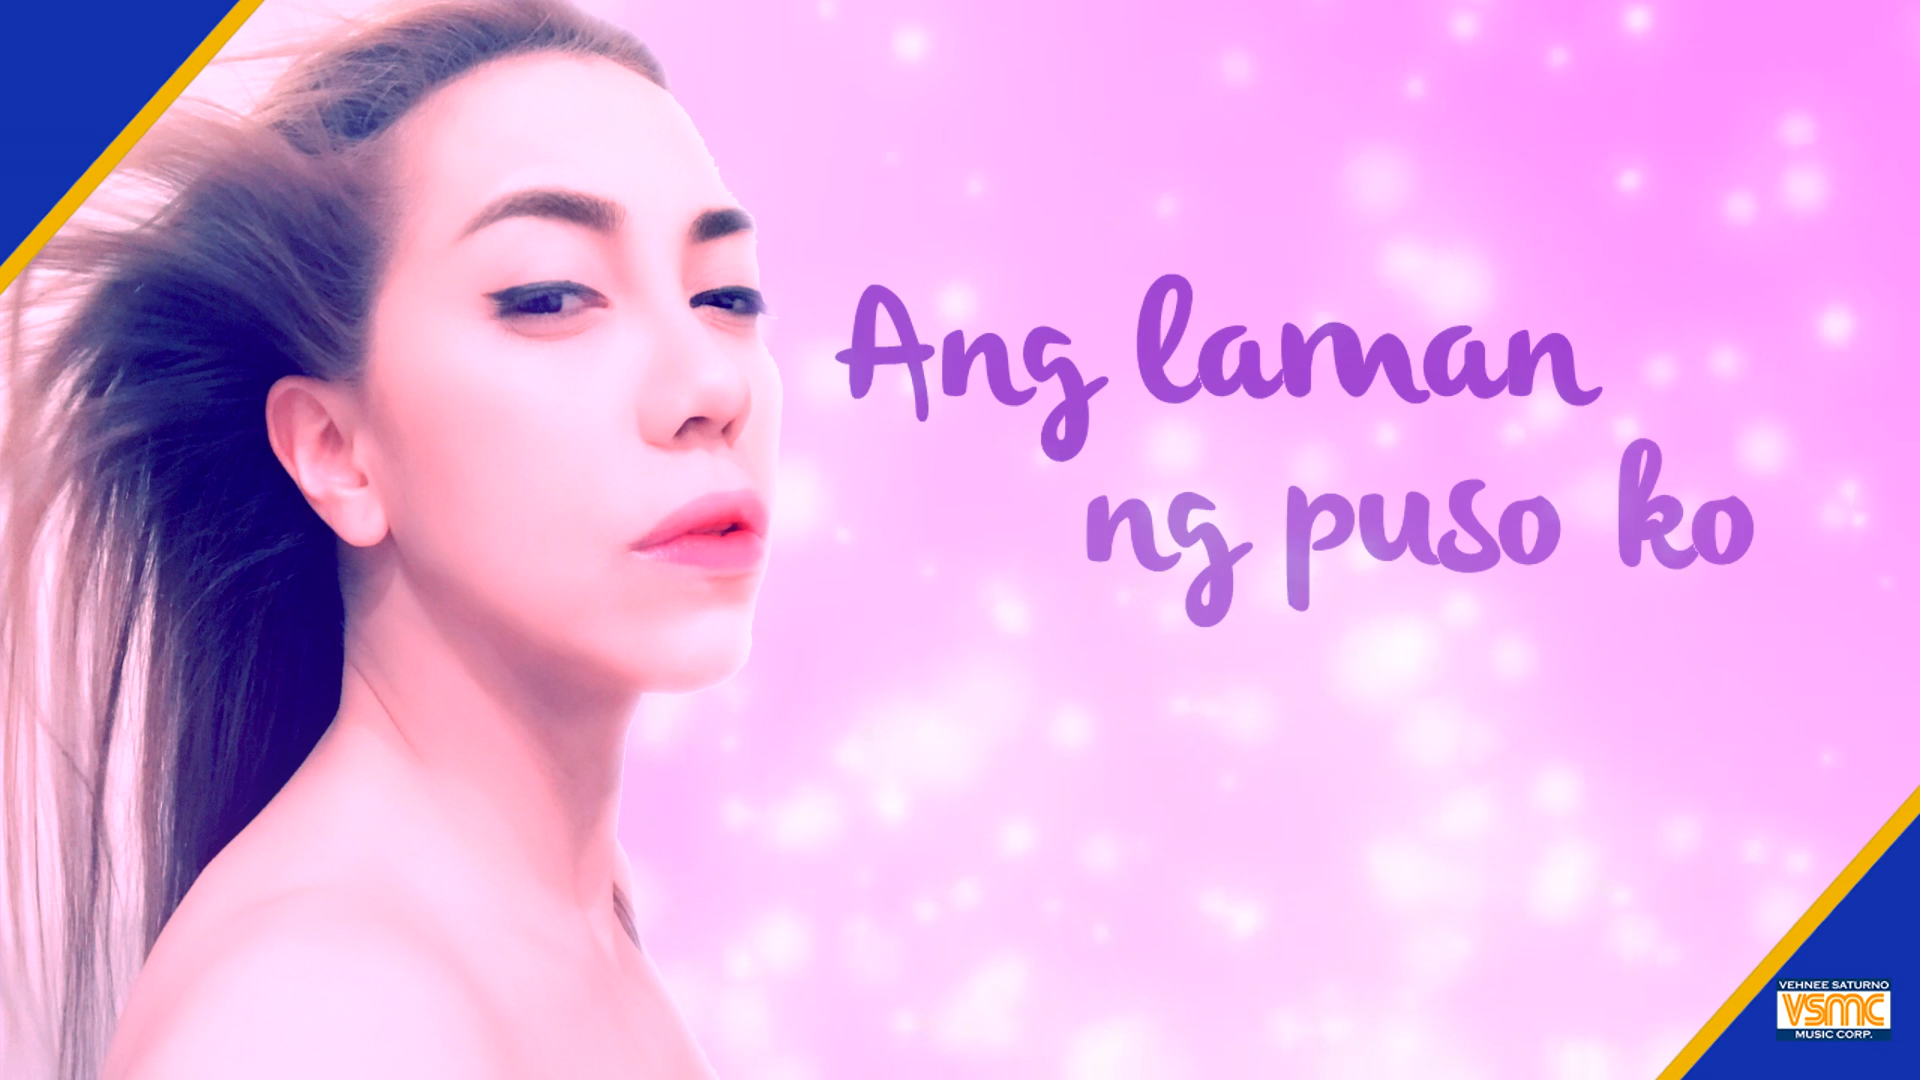 Ang laman
ng puso ko
VEHNEE SATURNO
VSMC
MUSIC CORP.